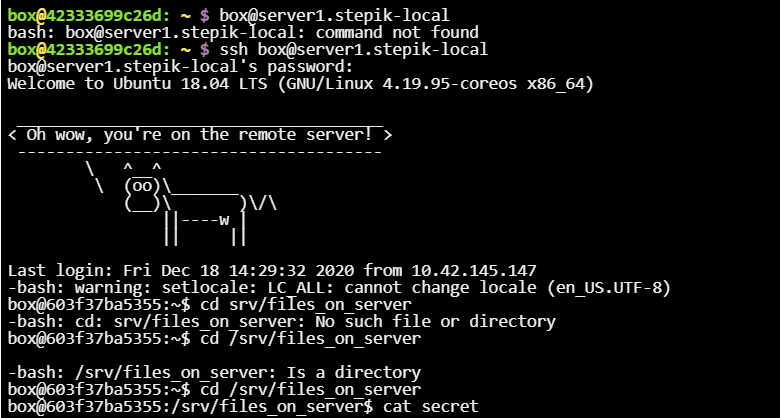 box@42333699c26d: ~ $ box@server1.stepik-local
bash: box@server1.stepik-local: command not found
box@42333699c26d: ~ $ ssh box@server1.stepik-local
box@server1.stepik-local's password:
Welcome to Ubuntu 18.04 LTS (GNU/Linux 4.19.95-coreos x86_64)
 _____________________________________
< Oh wow, you're on the remote server! >
 -------------------------------------
        \   ^__^
         \  (oo)\_______
            (__)\       )\/\
                ||----w |
                ||     ||
Last login: Fri Dec 18 14:29:32 2020 from 10.42.145.147
-bash: warning: setlocale: LC_ALL: cannot change locale (en_US.UTF-8)
box@603f37ba5355:~$ cd srv/files_on_server
-bash: cd: srv/files_on_server: No such file or directory
box@603f37ba5355:~$ cd /srv/files_on_server
-bash: /srv/files_on_server: Is a directory
box@603f37ba5355:~$ cd /srv/files_on_server
box@603f37ba5355:/srv/files_on_server$ cat secret